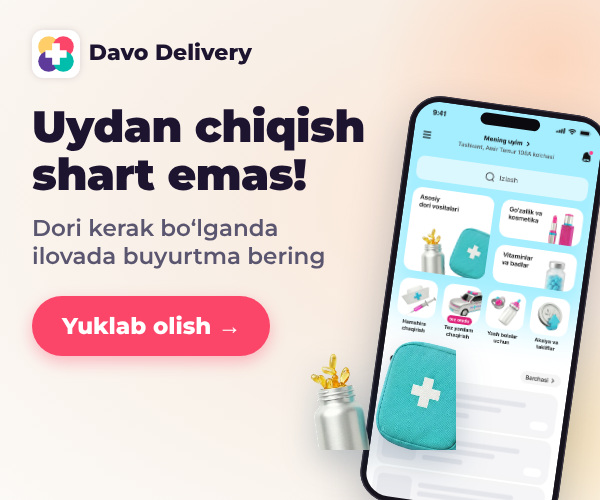 Davo Delivery
Uydan chiqish
shart emas!
Dori kerak bo‘lganda
ilovada buyurtma bering
Yuklab olish →
9:41
Mening uyim >
Toshkent, Amir Temur 108A ko'chasi
Izlash
Asosiy
dori vositalari
Go'zallik va
kosmetika
Vitaminlar
va badlar
Hamshira
chaqirish
Tez yordam
chaqirish
Yosh bolalar
uchun
Aksiya va
takliflar
Barchasi >